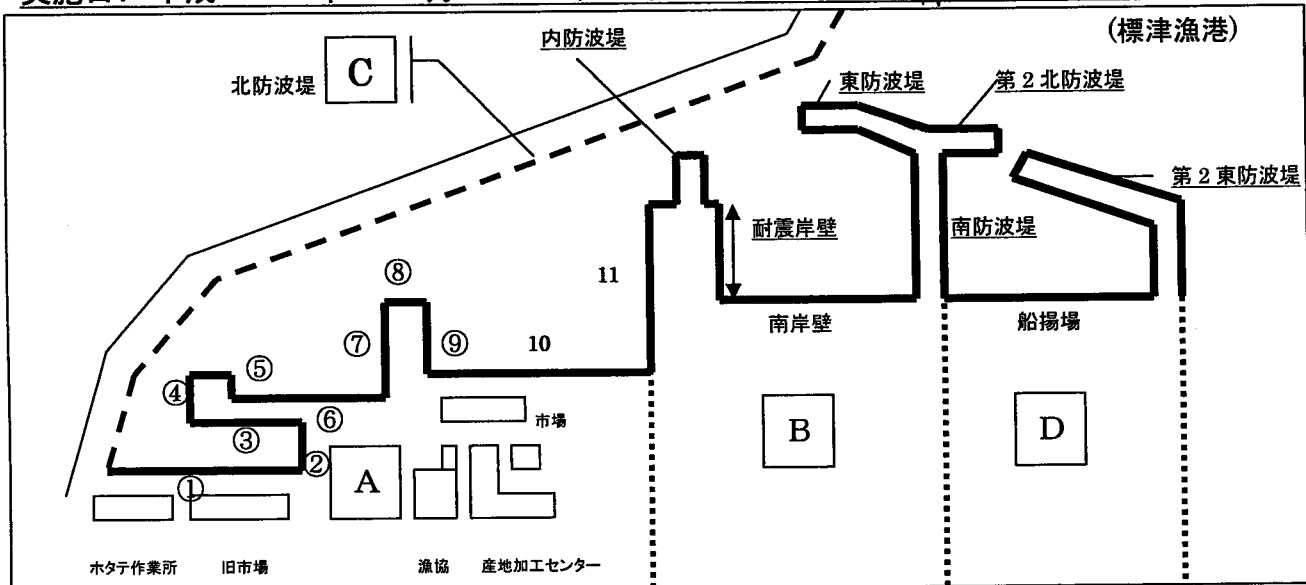 (標津漁港)
内防波堤
北防波堤
C
東防波堤
第2北防波堤
第2東防波堤
耐震岸壁
南防波堤
⑧
11
南岸壁
船揚場
⑦
⑨
10
⑤
④
⑥
市場
③
②
A
B
D
①
ホタテ作業所
旧市場
漁協
産地加工センター